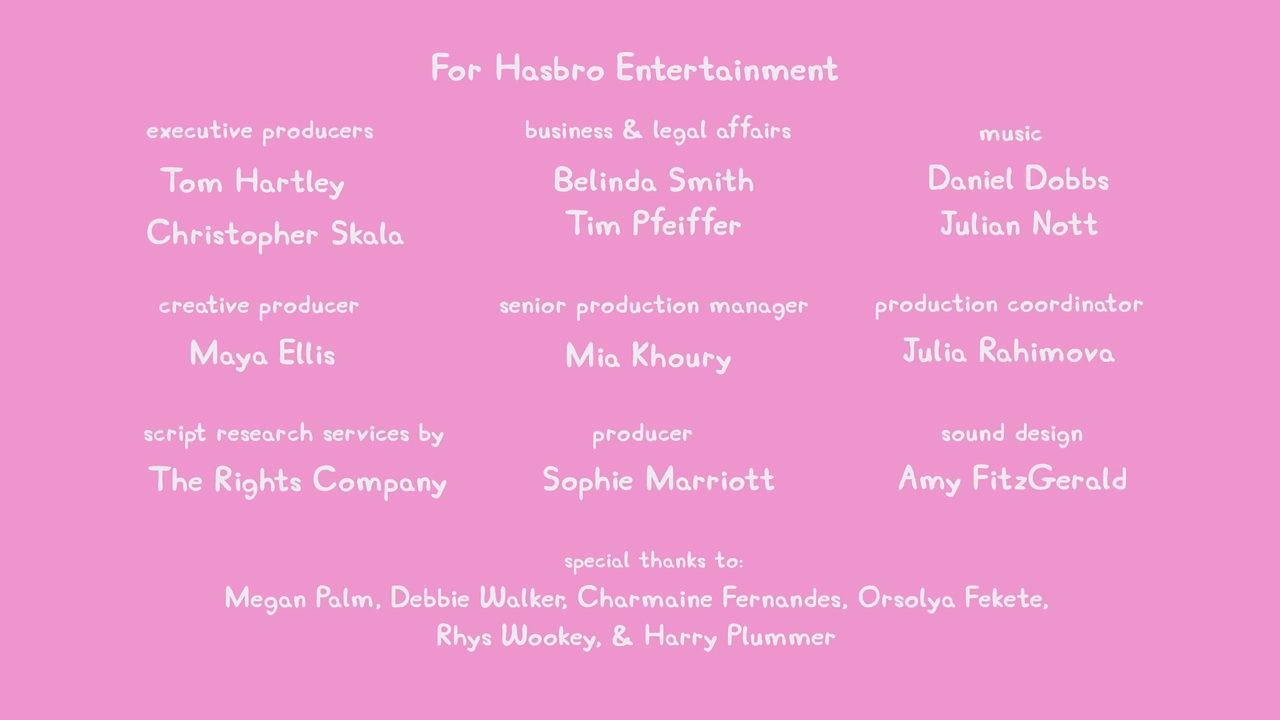 For Hasbro Entertainment
executive producers
Tom Hartley
Christopher Skala
business & legal affairs
Belinda Smith
Tim Pfeiffer
music
Daniel Dobbs
Julian Nott
creative producer
Maya Ellis
senior production manager
Mia Khoury
production coordinator
Julia Rahimova
script research services by
The Rights Company
producer
Sophie Marriott
sound design
Amy FitzGerald
special thanks to:
Megan Palm, Debbie Walker, Charmaine Fernandes, Orsolya Fekete,
Rhys Wookey, & Harry Plummer